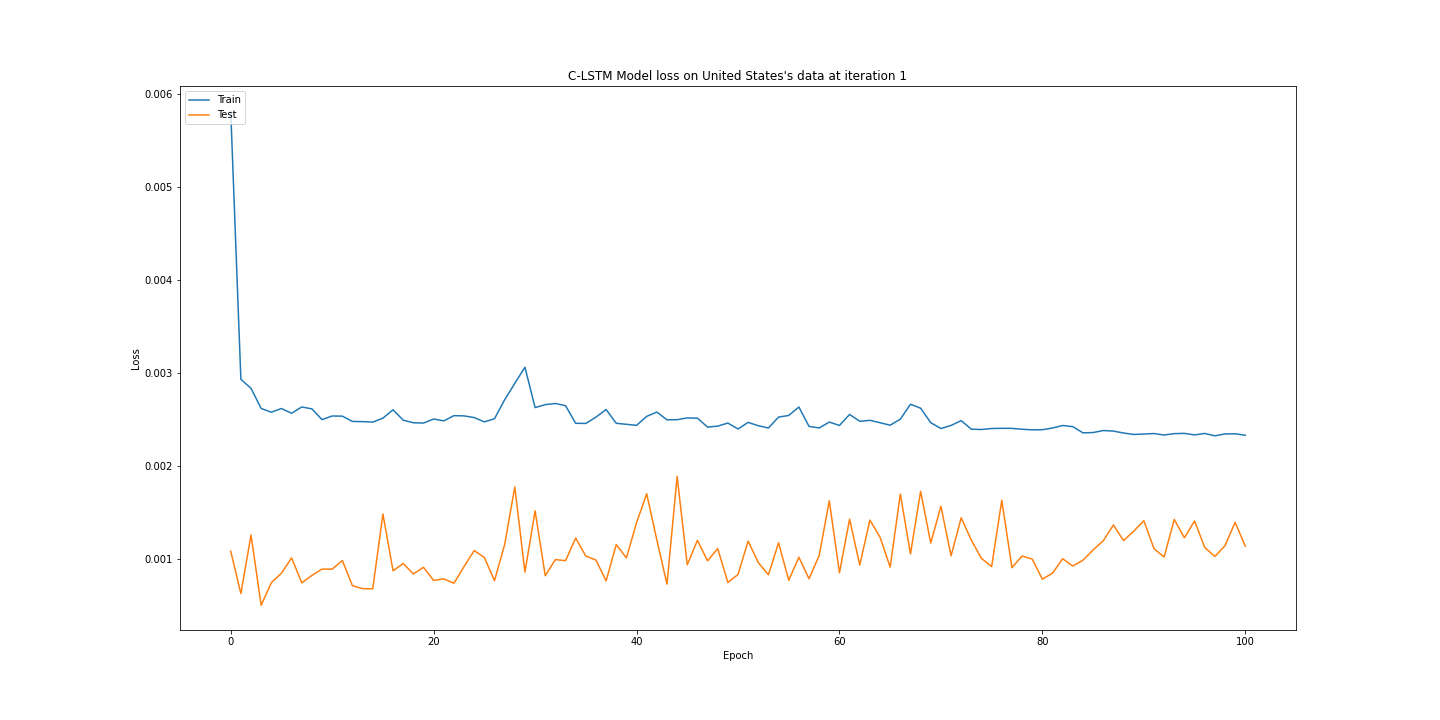 C-LSTM Model loss on United States's data at iteration 1
Train
Test
0.006
0.005
0.004
0.003
0.002
0.001
Loss
0
20
40
60
80
100
Epoch